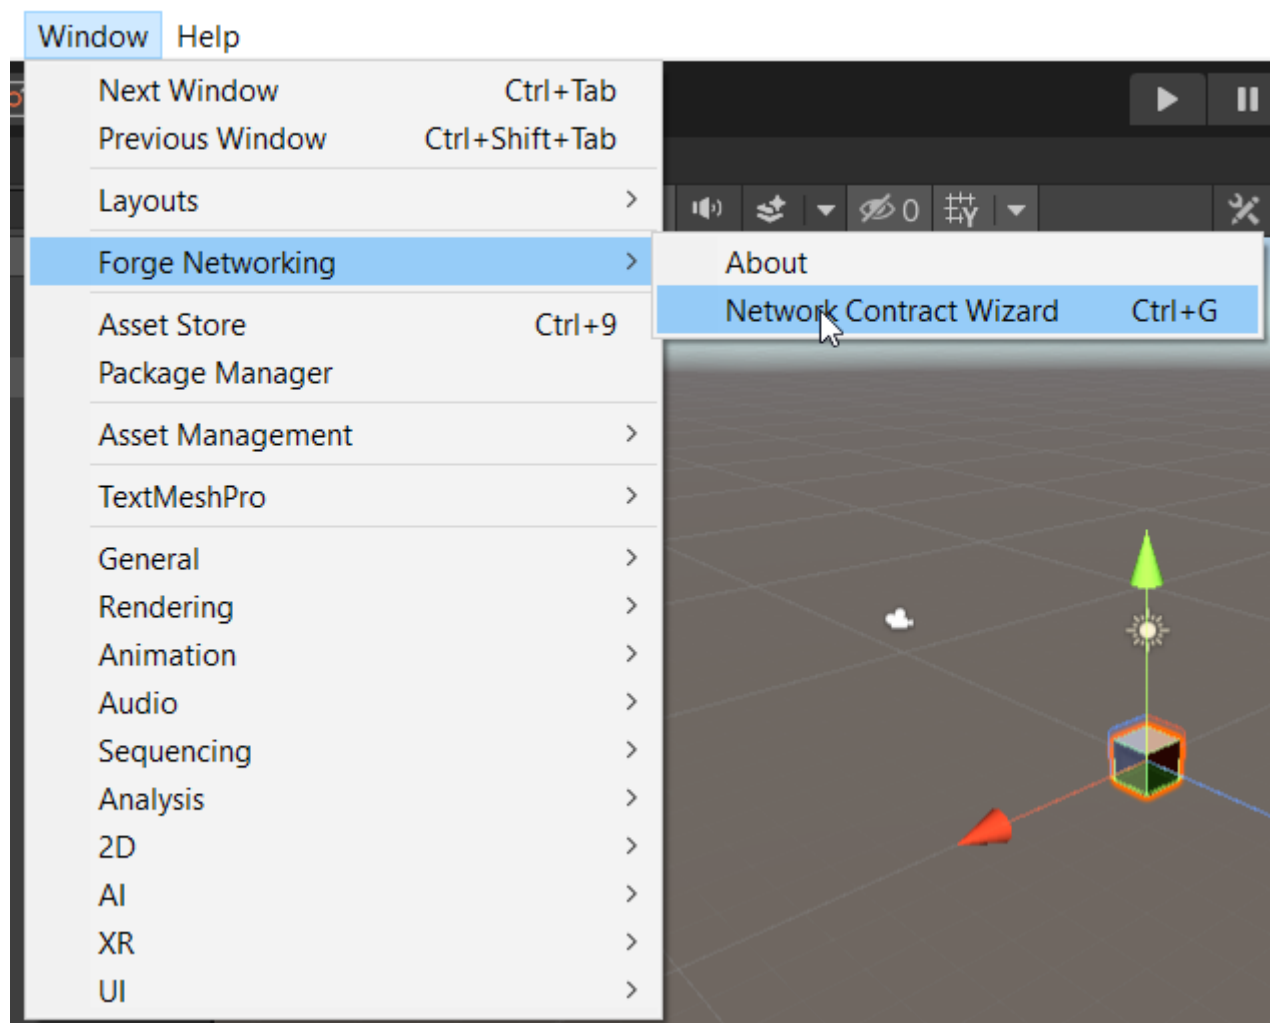 Window Help
Next Window Ctrl+Tab
Previous Window Ctrl+Shift+Tab
Layouts
0 Y
Forge Networking
About
Network Contract Wizard Ctrl+G
Asset Store Ctrl+9
Package Manager
Asset Management
TextMeshPro
General
Rendering
Animation
Audio
Sequencing
Analysis
2D
AI
XR
UI